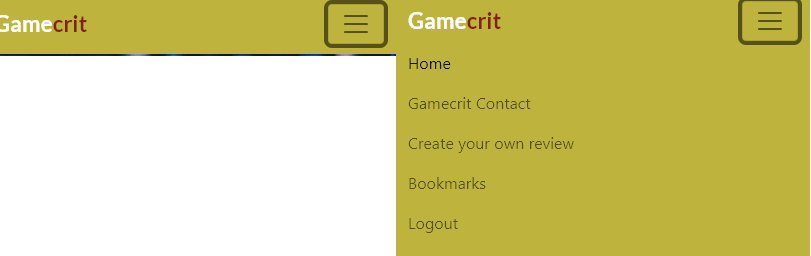 Gamecrit
Gamecrit
Home
Gamecrit Contact
Create your own review
Bookmarks
Logout